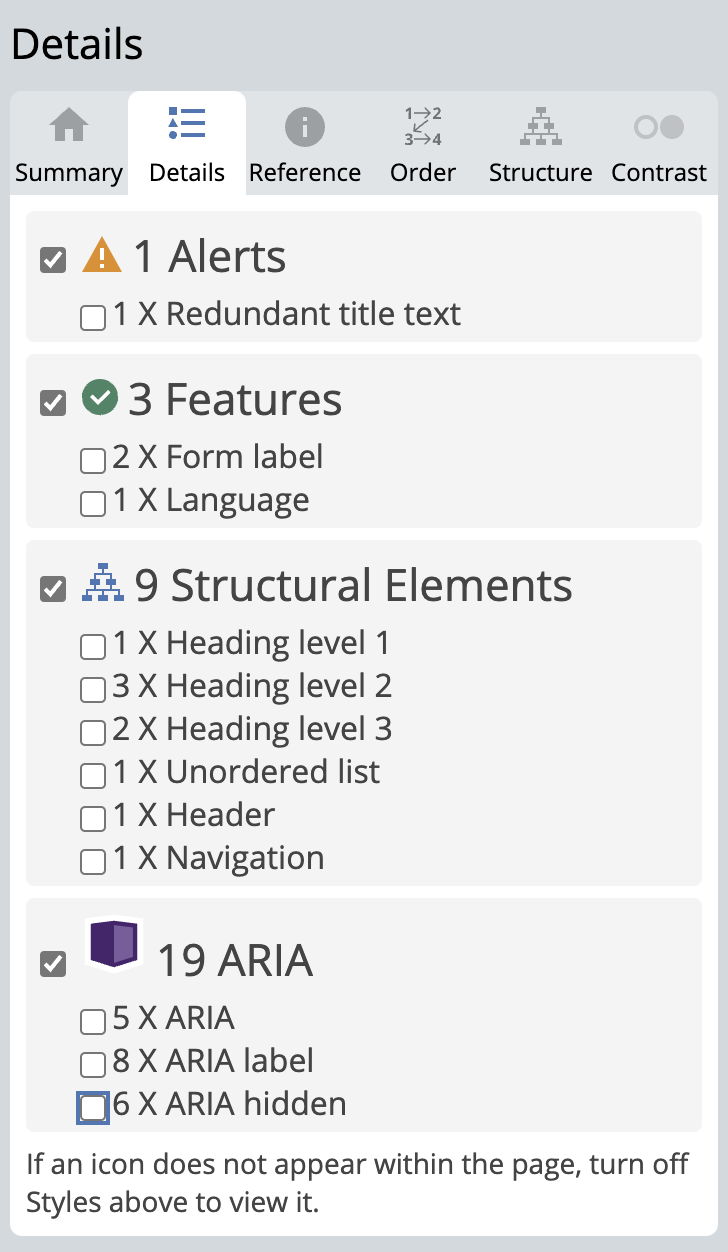 Details
Summary Details Reference Order Structure Contrast
1 2
3 4
1 Alerts
1 X Redundant title text
3 Features
2 X Form label
1 X Language
9 Structural Elements
1 X Heading level 1
3 X Heading level 2
2 X Heading level 3
1 X Unordered list
1 X Header
1 X Navigation
19 ARIA
5 X ARIA
8 X ARIA label
6 X ARIA hidden
If an icon does not appear within the page, turn off
Styles above to view it.